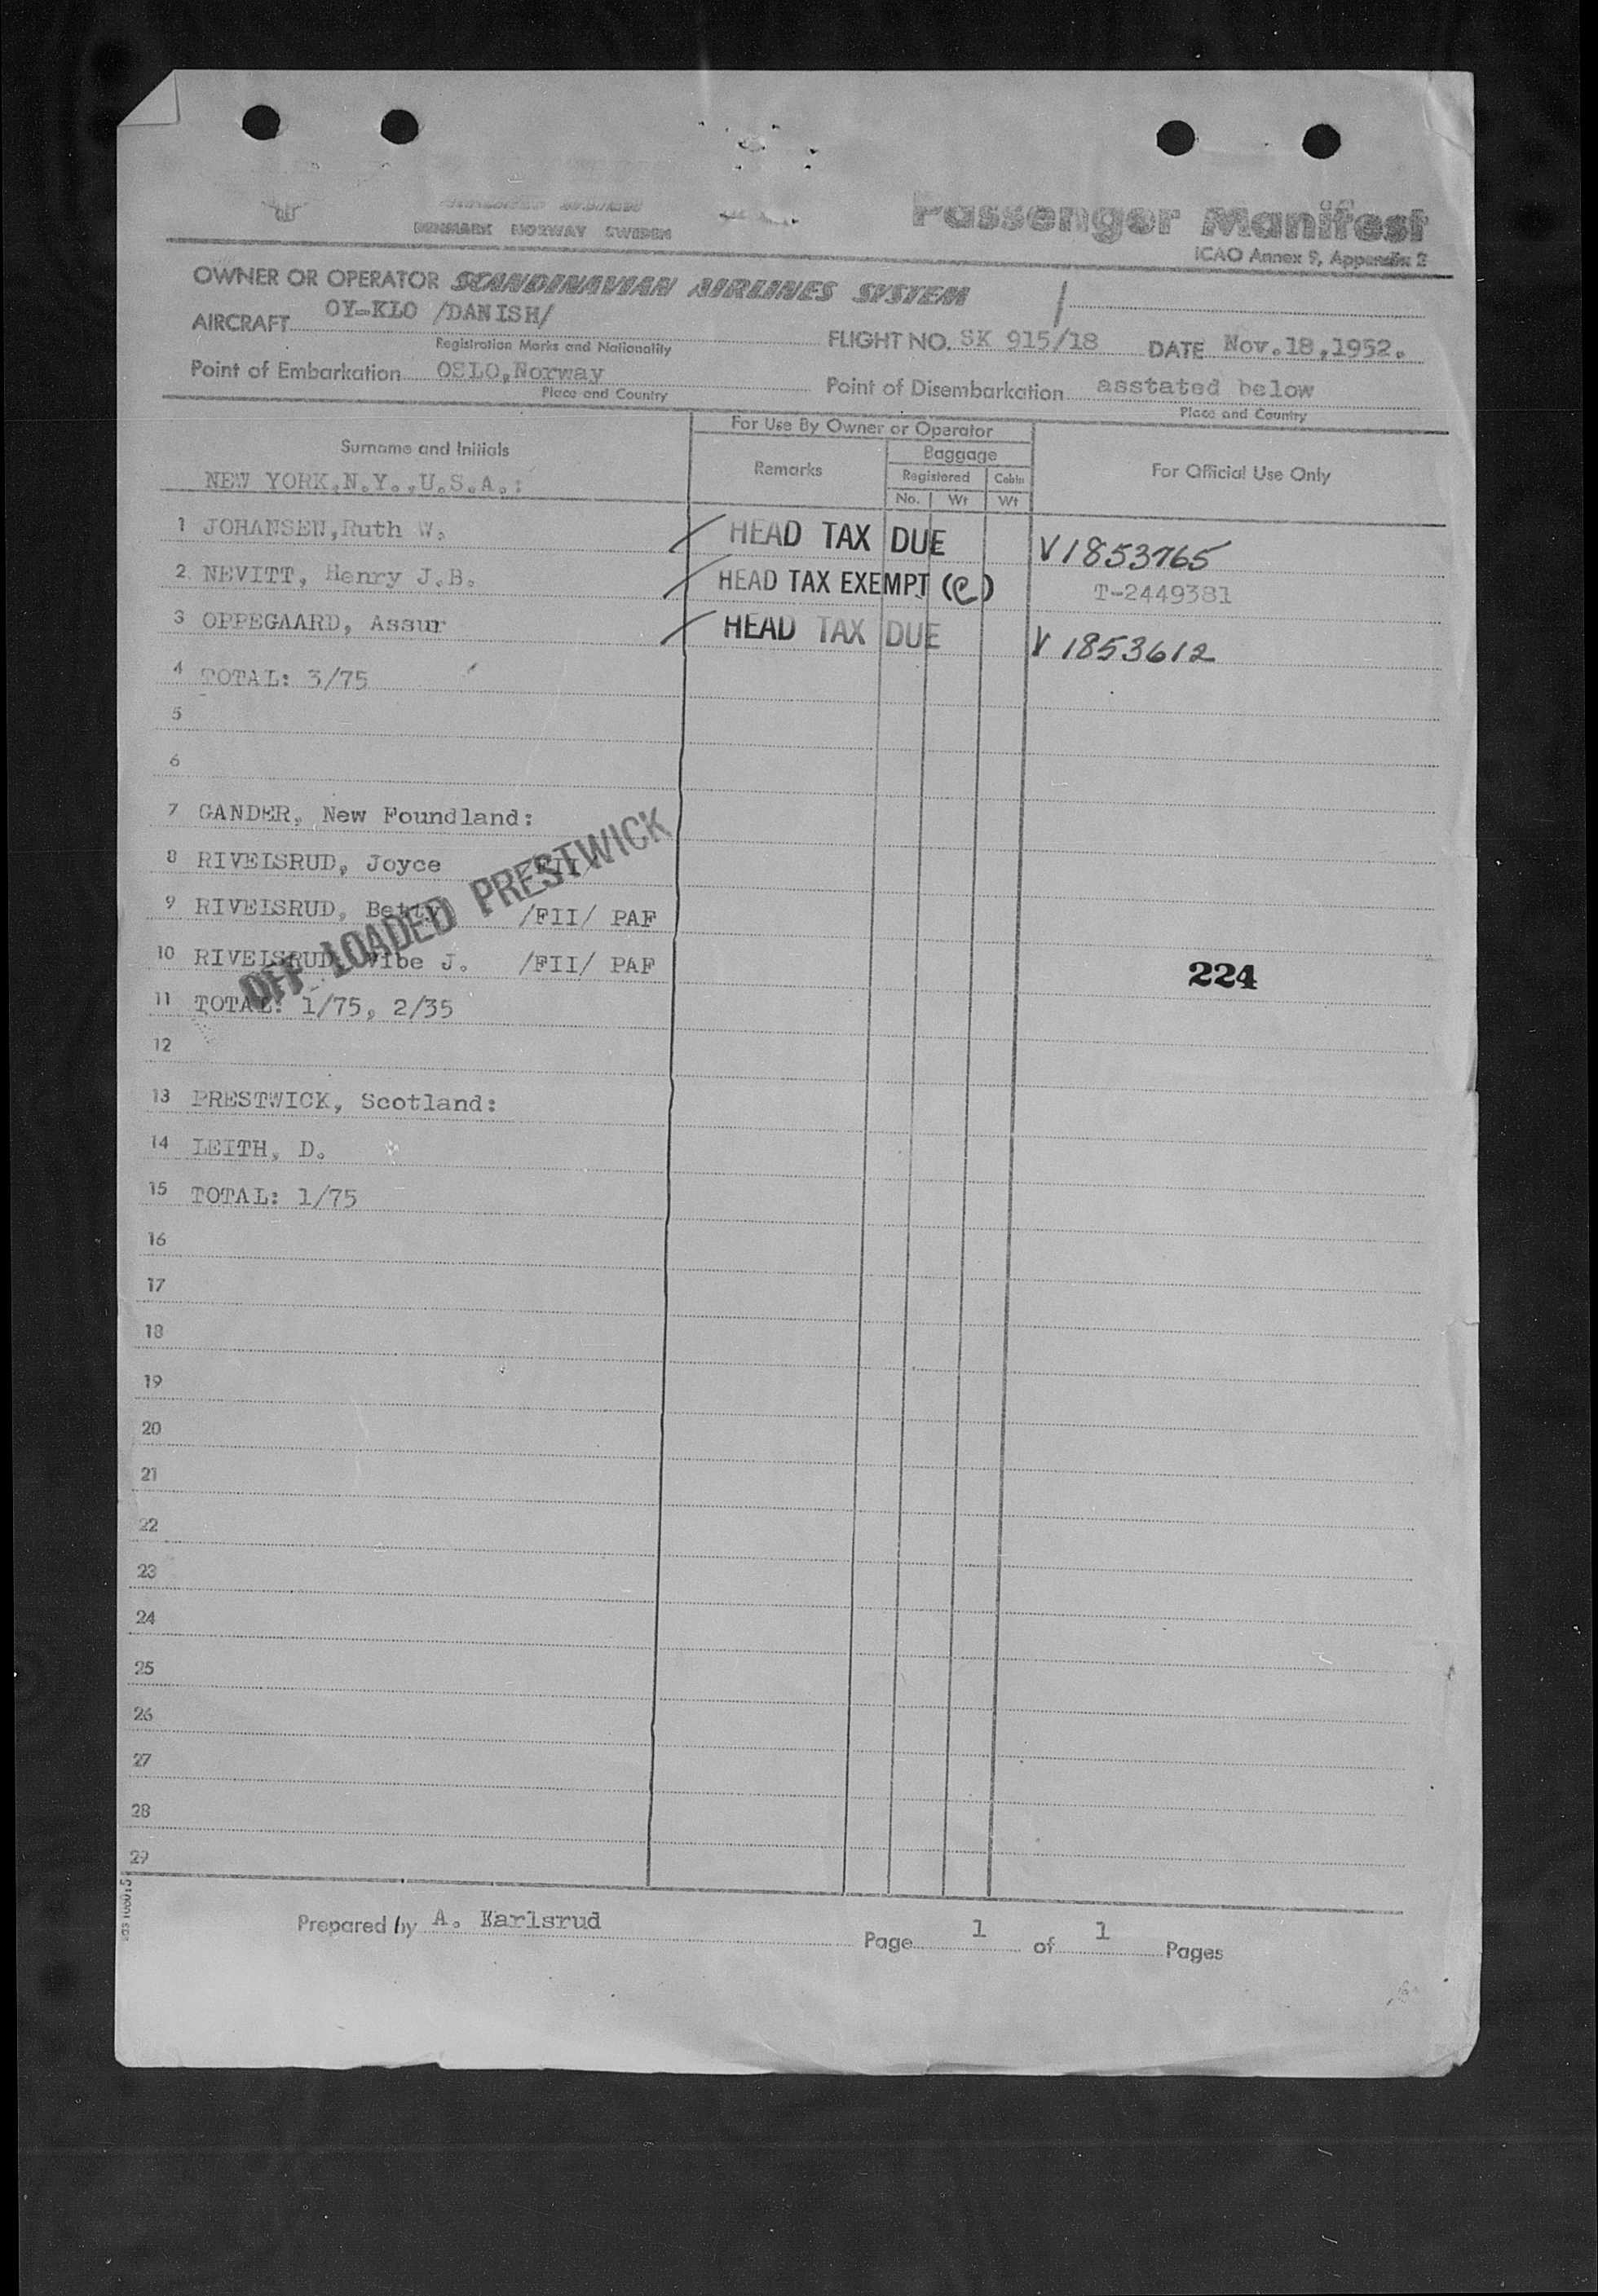 DENMARK NORWAY SWEDEN
Passenger Manifest
ICAO Annex 9, Appendix 2
OWNER OR OPERATOR SCANDINAVIAN AIRLINES SYSTEM
AIRCRAFT OY-KLO /DANISH/ FLIGHT NO. SK 915/18 DATE Nov.18,1952.
Registration Marks and Nationality
Point of Embarkation OSLO,Norway Point of Disembarkation asstated below
Place and Country Place and Country
Surname and Initials For Use By Owner or Operator For Official Use Only
Remarks Baggage
Registered Cabin
No. Wt Wt
NEW YORK,N.Y.,U.S.A.:
1 JOHANSEN,Ruth W. HEAD TAX DUE V1853765
2 NEVITT, Henry J.B. HEAD TAX EXEMPT (C) T-2449381
3 OPPEGAARD, Assur HEAD TAX DUE V 1853612
4 TOTAL: 3/75
5
6
7 GANDER, New Foundland:
8 RIVEISRUD, Joyce
9 RIVEISRUD, Betty /FII/ PAF
10 RIVEISRUD, Vibe J. /FII/ PAF
OFF LOADED PRESTWICK
224
11 TOTAL: 1/75, 2/35
12
13 PRESTWICK, Scotland:
14 LEITH, D.
15 TOTAL: 1/75
16
17
18
19
20
21
22
23
24
25
26
27
28
29
Prepared by A. Karlsrud Page 1 of 1 Pages